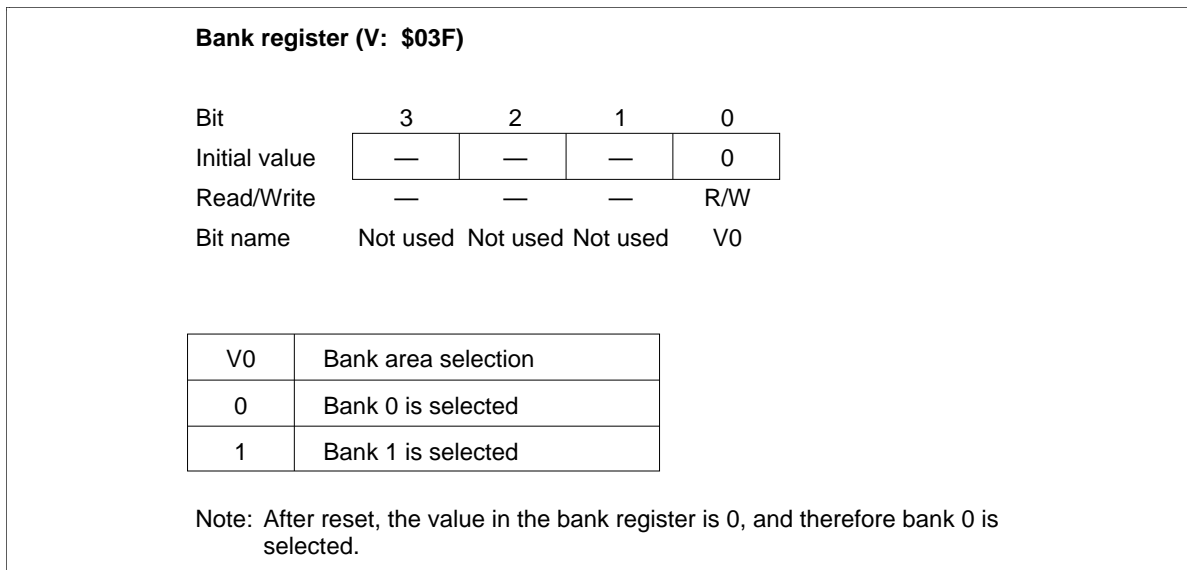 Bank register (V: $03F)
Bit 3 2 1 0
Initial value — — — 0
Read/Write — — — R/W
Bit name Not used Not used Not used V0
V0 Bank area selection
0 Bank 0 is selected
1 Bank 1 is selected
Note: After reset, the value in the bank register is 0, and therefore bank 0 is
selected.